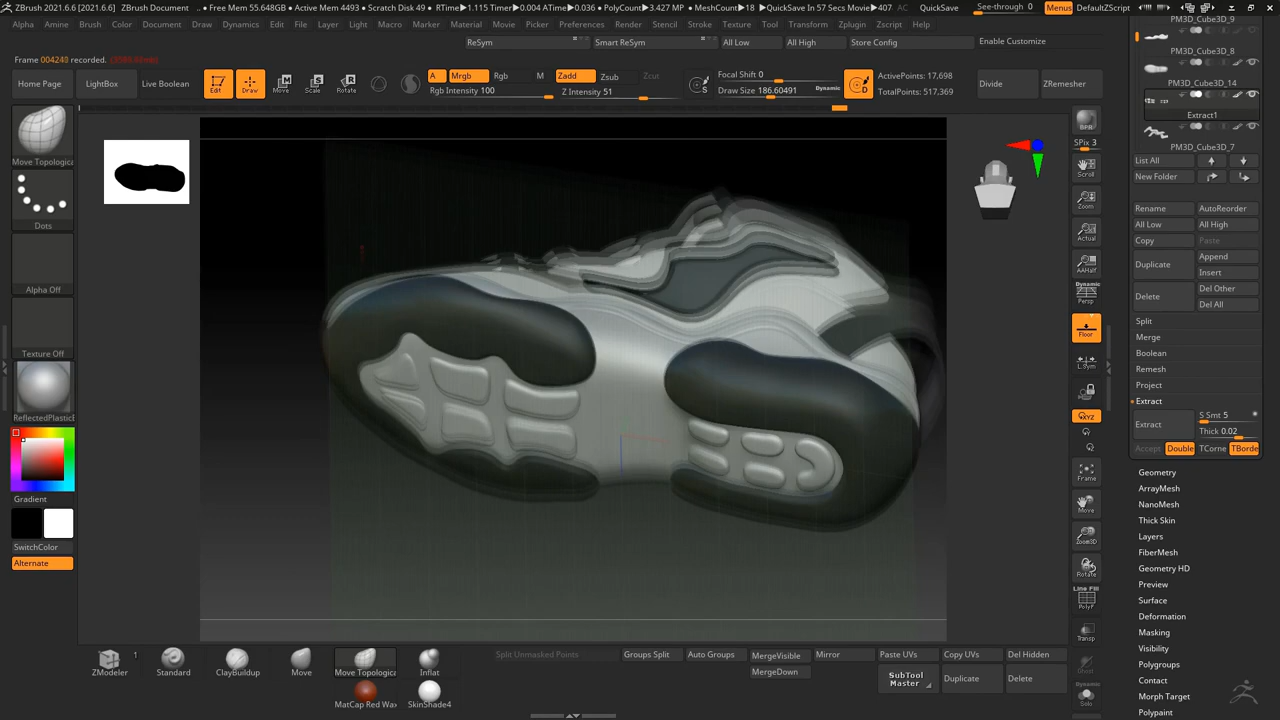 ZBrush 2021.6.6 [2021.6.6] ZBrush Document • Free Mem 55.648GB • Active Mem 4493 • Scratch Disk 49 • RTime▸1.115 Timer▸0.004 ATime▸0.036 • PolyCount▸3.427 MP • MeshCount▸18 • QuickSave In 57 Secs Movie▸407 AC QuickSave See-through 0 Menus DefaultZScript
Alpha Brush Color Document Draw Dynamics Edit File Layer Light Macro Marker Material Movie Picker Preferences Render Stencil Stroke Texture Tool Transform Zplugin Zscript Help
ReSym Smart ReSym All Low All High Store Config Enable Customize
Home Page LightBox Live Boolean
Edit Draw Move Scale Rotate
A Mrgb Rgb M Zadd Zsub Zcut
Rgb Intensity 100 Z Intensity 51
S Focal Shift 0
Draw Size 186.60491 Dynamic
D ActivePoints: 17,698
TotalPoints: 517,369
Divide ZRemesher
Move Topologica
Dots
Alpha Off
Texture Off
ReflectedPlasticE
Gradient
SwitchColor
Alternate
BPR
SPix 3
Scroll
Zoom
Actual
AAHalf
Dynamic
Persp
Floor
L.Sym
XYZ
Frame
Move
Zoom3D
Rotate
Line Fill
Polyf
Transp
Ghost
Dynamic
Solo
PM3D_Cube3D_9
PM3D_Cube3D_8
PM3D_Cube3D_14
Extract1
PM3D_Cube3D_7
List All
New Folder
Rename AutoReorder
All Low All High
Copy Paste
Duplicate Append
Insert
Delete Del Other
Del All
Split
Merge
Boolean
Remesh
Project
Extract
Extract S Smt 5
Thick 0.02
Accept Double TCorne TBorde
Geometry
ArrayMesh
NanoMesh
Thick Skin
Layers
FiberMesh
Geometry HD
Preview
Surface
Deformation
Masking
Visibility
Polygroups
Contact
Morph Target
Polypaint
1
ZModeler Standard ClayBuildup Move Move Topologica Inflat
MatCap Red Wax SkinShade4
Split Unmasked Points Groups Split Auto Groups MergeVisible Mirror Paste UVs Copy UVs Del Hidden
MergeDown SubTool
Master Duplicate Delete